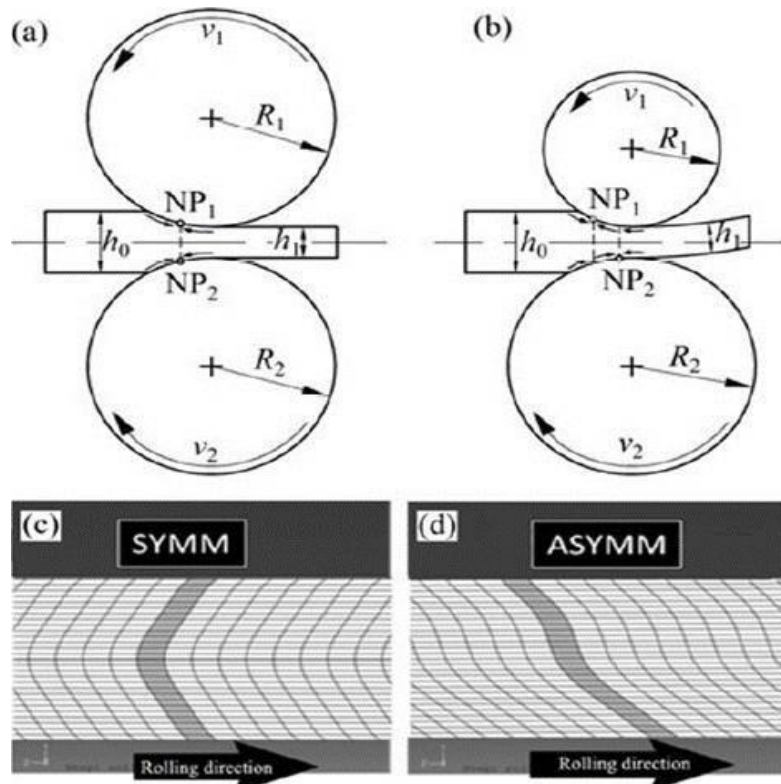 (a)
v1
R1
NP1
h0
h1
NP2
R2
v2
(b)
v1
R1
NP1
h0
h1
NP2
R2
v2
(c)
SYMM
Rolling direction
(d)
ASYMM
Rolling direction